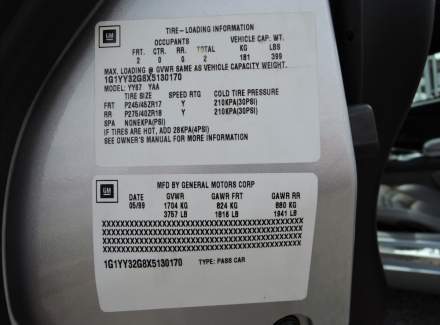 GM
TIRE-LOADING INFORMATION
OCCUPANTS VEHICLE CAP. WT.
FRT. CTR. RR. TOTAL KG LBS
2 0 0 2 181 399
MAX. LOADING @ GVWR SAME AS VEHICLE CAPACITY WEIGHT.
1G1YY32G8X5130170
MODEL: YY67 YAA
TIRE SIZE SPEED RTG COLD TIRE PRESSURE
FRT P245/45ZR17 Y 210KPA(30PSI)
RR P275/40ZR18 Y 210KPA(30PSI)
SPA NONEKPA(PSI)
IF TIRES ARE HOT, ADD 28KPA(4PSI)
SEE OWNER'S MANUAL FOR MORE INFORMATION
GM
MFD BY GENERAL MOTORS CORP
DATE GVWR GAWR FRT GAWR RR
05/99 1704 KG 824 KG 880 KG
3757 LB 1816 LB 1941 LB
1G1YY32G8X5130170 TYPE: PASS CAR